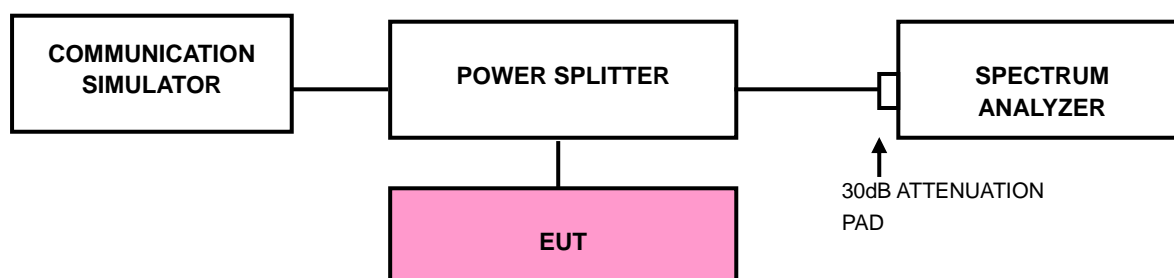 COMMUNICATION
SIMULATOR
POWER SPLITTER
SPECTRUM
ANALYZER
30dB ATTENUATION
PAD
EUT